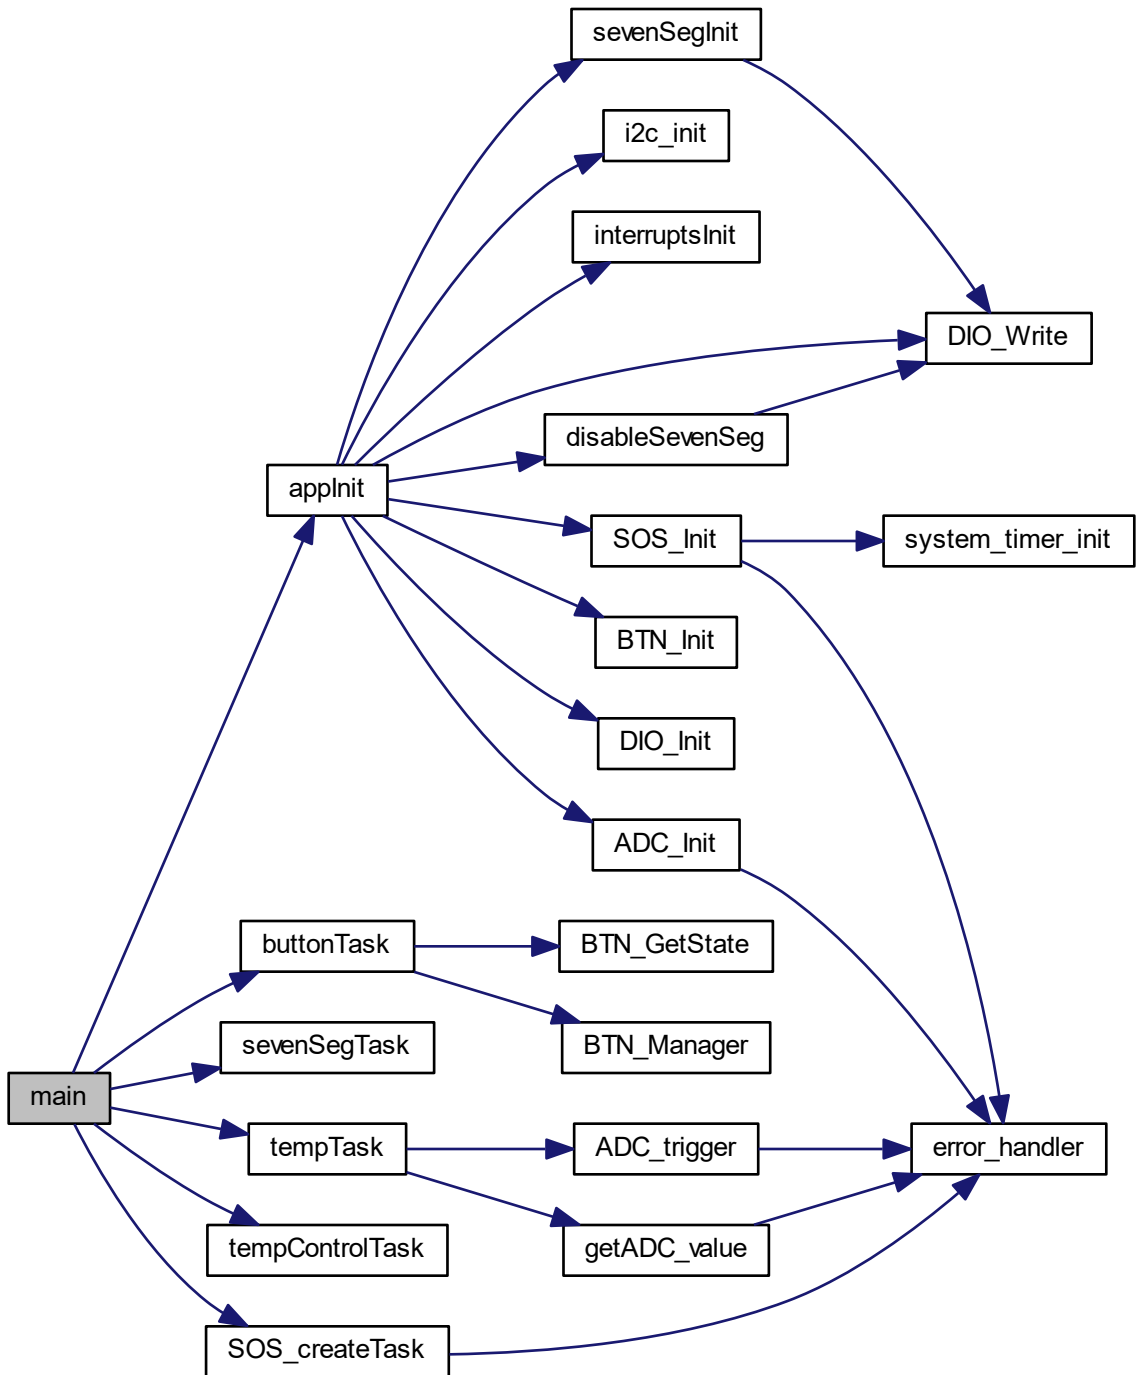 sevenSegInit
i2c_init
interruptsInit
DIO_Write
disableSevenSeg
appInit
SOS_Init
system_timer_init
BTN_Init
DIO_Init
ADC_Init
buttonTask
BTN_GetState
sevenSegTask
BTN_Manager
main
tempTask
ADC_trigger
error_handler
tempControlTask
getADC_value
SOS_createTask